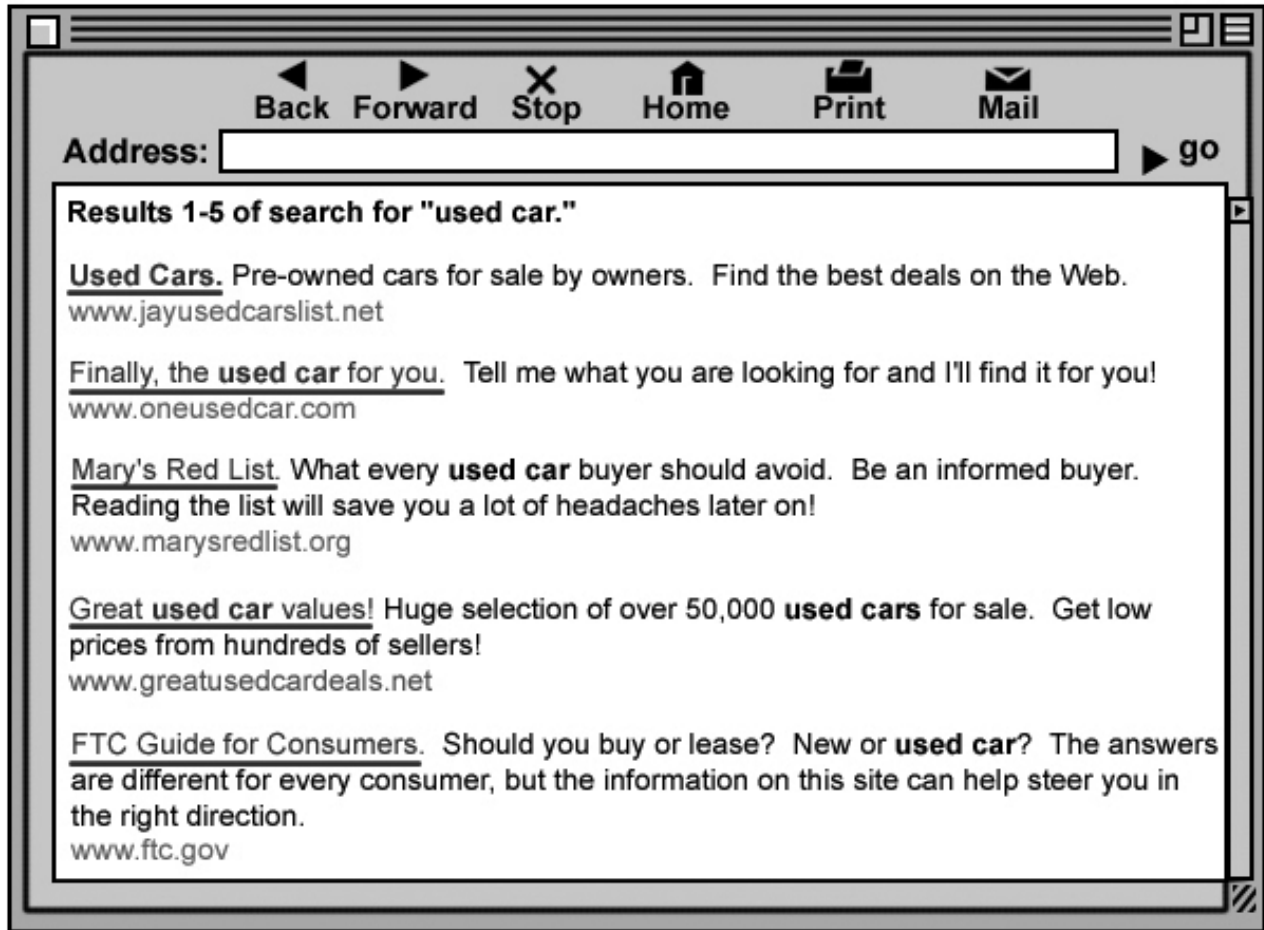 Back Forward Stop Home Print Mail
Address: go
Results 1-5 of search for "used car."
Used Cars. Pre-owned cars for sale by owners. Find the best deals on the Web.
www.jayusedcarslist.net
Finally, the used car for you. Tell me what you are looking for and I'll find it for you!
www.oneusedcar.com
Mary's Red List. What every used car buyer should avoid. Be an informed buyer.
Reading the list will save you a lot of headaches later on!
www.marysredlist.org
Great used car values! Huge selection of over 50,000 used cars for sale. Get low
prices from hundreds of sellers!
www.greatusedcardeals.net
FTC Guide for Consumers. Should you buy or lease? New or used car? The answers
are different for every consumer, but the information on this site can help steer you in
the right direction.
www.ftc.gov